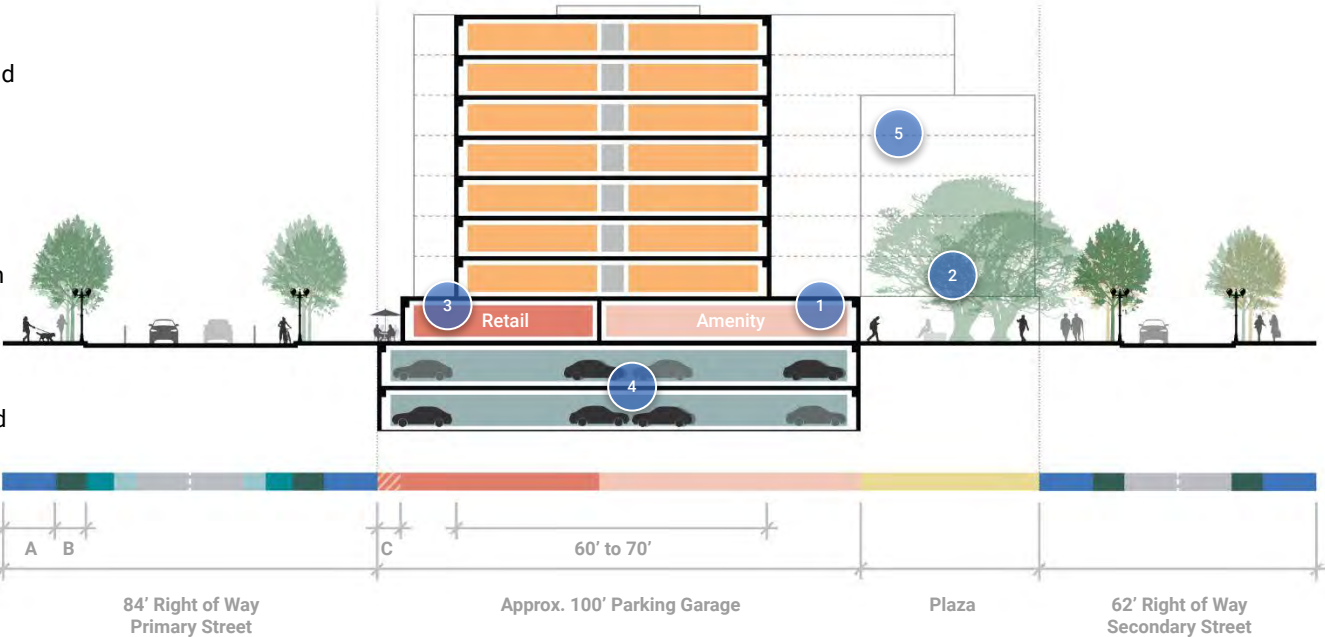 d
5
n
2
3
1
Retail
Amenity
4
d
A
B
C
60’ to 70’
84’ Right of Way
Primary Street
Approx. 100’ Parking Garage
Plaza
62’ Right of Way
Secondary Street